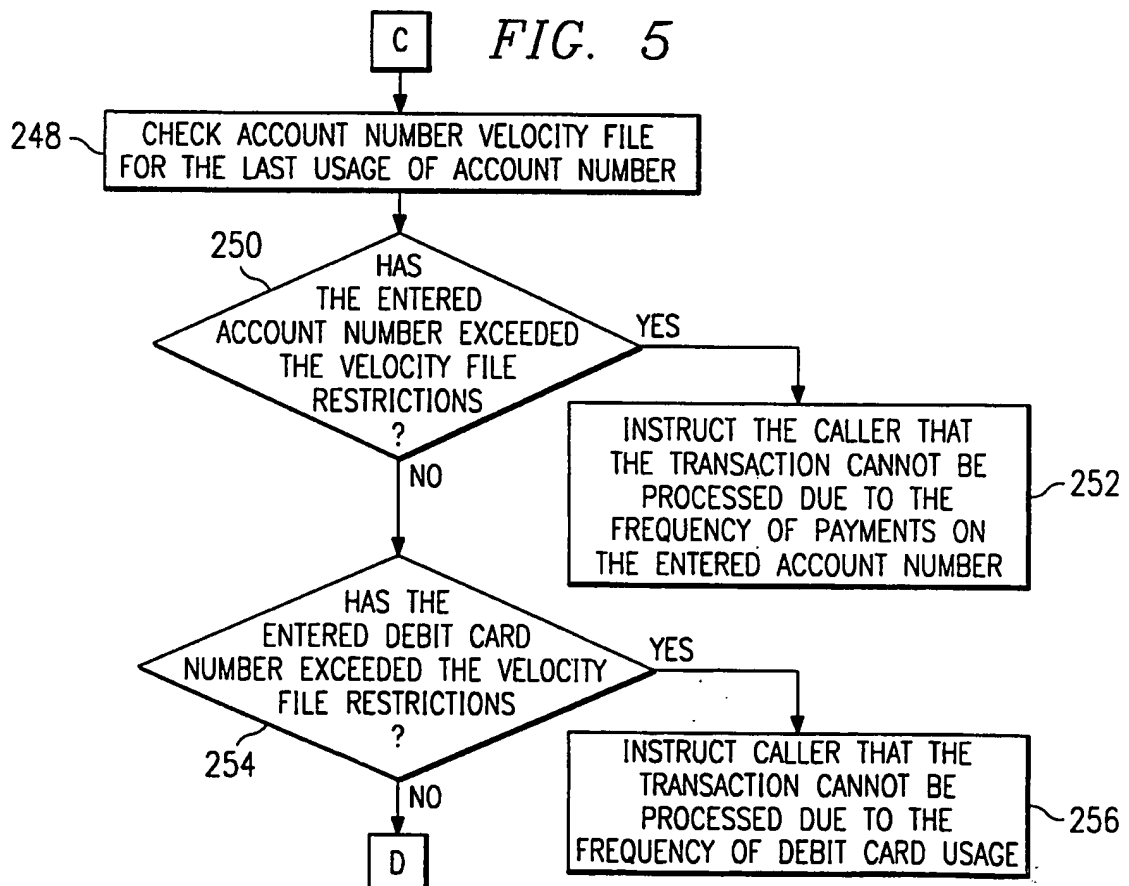 C
FIG. 5
248
CHECK ACCOUNT NUMBER VELOCITY FILE
FOR THE LAST USAGE OF ACCOUNT NUMBER
250
HAS
THE ENTERED
ACCOUNT NUMBER EXCEEDED
THE VELOCITY FILE
RESTRICTIONS
?
YES
NO
INSTRUCT THE CALLER THAT
THE TRANSACTION CANNOT BE
PROCESSED DUE TO THE
FREQUENCY OF PAYMENTS ON
THE ENTERED ACCOUNT NUMBER
252
HAS THE
ENTERED DEBIT CARD
NUMBER EXCEEDED THE VELOCITY
FILE RESTRICTIONS
?
254
YES
NO
INSTRUCT CALLER THAT THE
TRANSACTION CANNOT BE
PROCESSED DUE TO THE
FREQUENCY OF DEBIT CARD USAGE
256
D